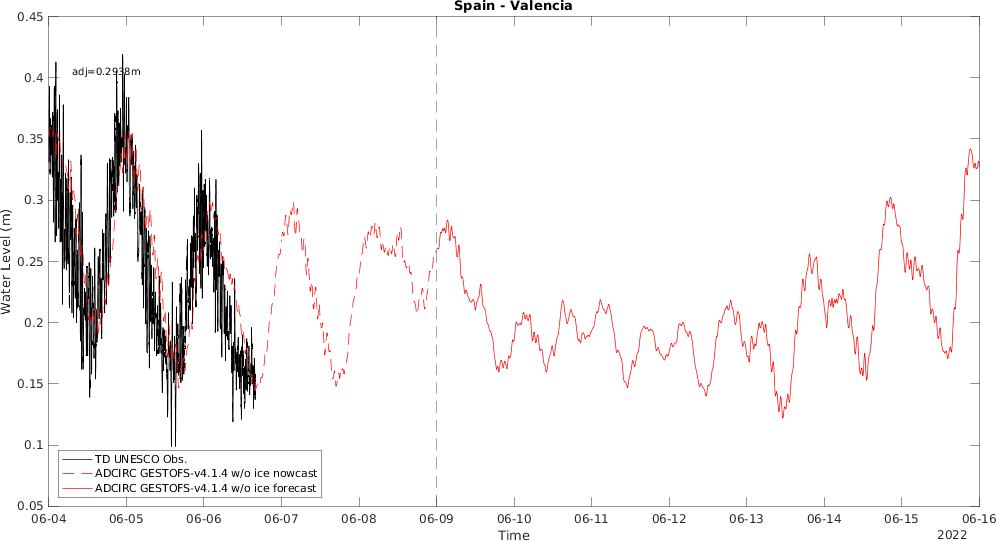 Spain - Valencia
0.45
0.4
0.35
0.3
0.25
0.2
0.15
0.1
0.05
Water Level (m)
adj=0.2938m
TD UNESCO Obs.
ADCIRC GESTOFS-v4.1.4 w/o ice nowcast
ADCIRC GESTOFS-v4.1.4 w/o ice forecast
06-04 06-05 06-06 06-07 06-08 06-09 06-10 06-11 06-12 06-13 06-14 06-15 06-16
Time
2022